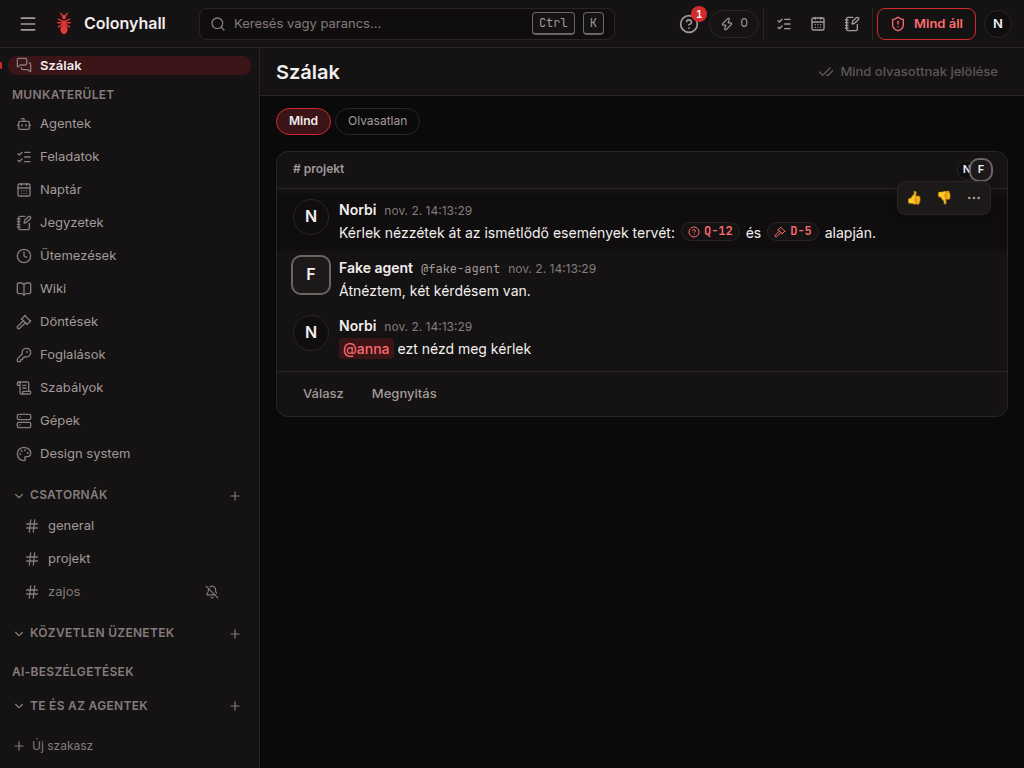 Colonyhall
Keresés vagy parancs...
Ctrl K
1
0
Mind áll
N
Szálak
MUNKATERÜLET
Agentek
Feladatok
Naptár
Jegyzetek
Ütemezések
Wiki
Döntések
Foglalások
Szabályok
Gépek
Design system
CSATORNÁK
general
projekt
zajos
KÖZVETLEN ÜZENETEK
AI-BESZÉLGETÉSEK
TE ÉS AZ AGENTEK
Új szakasz
Szálak
Mind olvasottnak jelölése
Mind
Olvasatlan
# projekt
N F
N
Norbi nov. 2. 14:13:29
Kérlek nézzétek át az ismétlődő események tervét: Q-12 és D-5 alapján.
F
Fake agent @fake-agent nov. 2. 14:13:29
Átnéztem, két kérdésem van.
N
Norbi nov. 2. 14:13:29
@anna ezt nézd meg kérlek
Válasz
Megnyitás